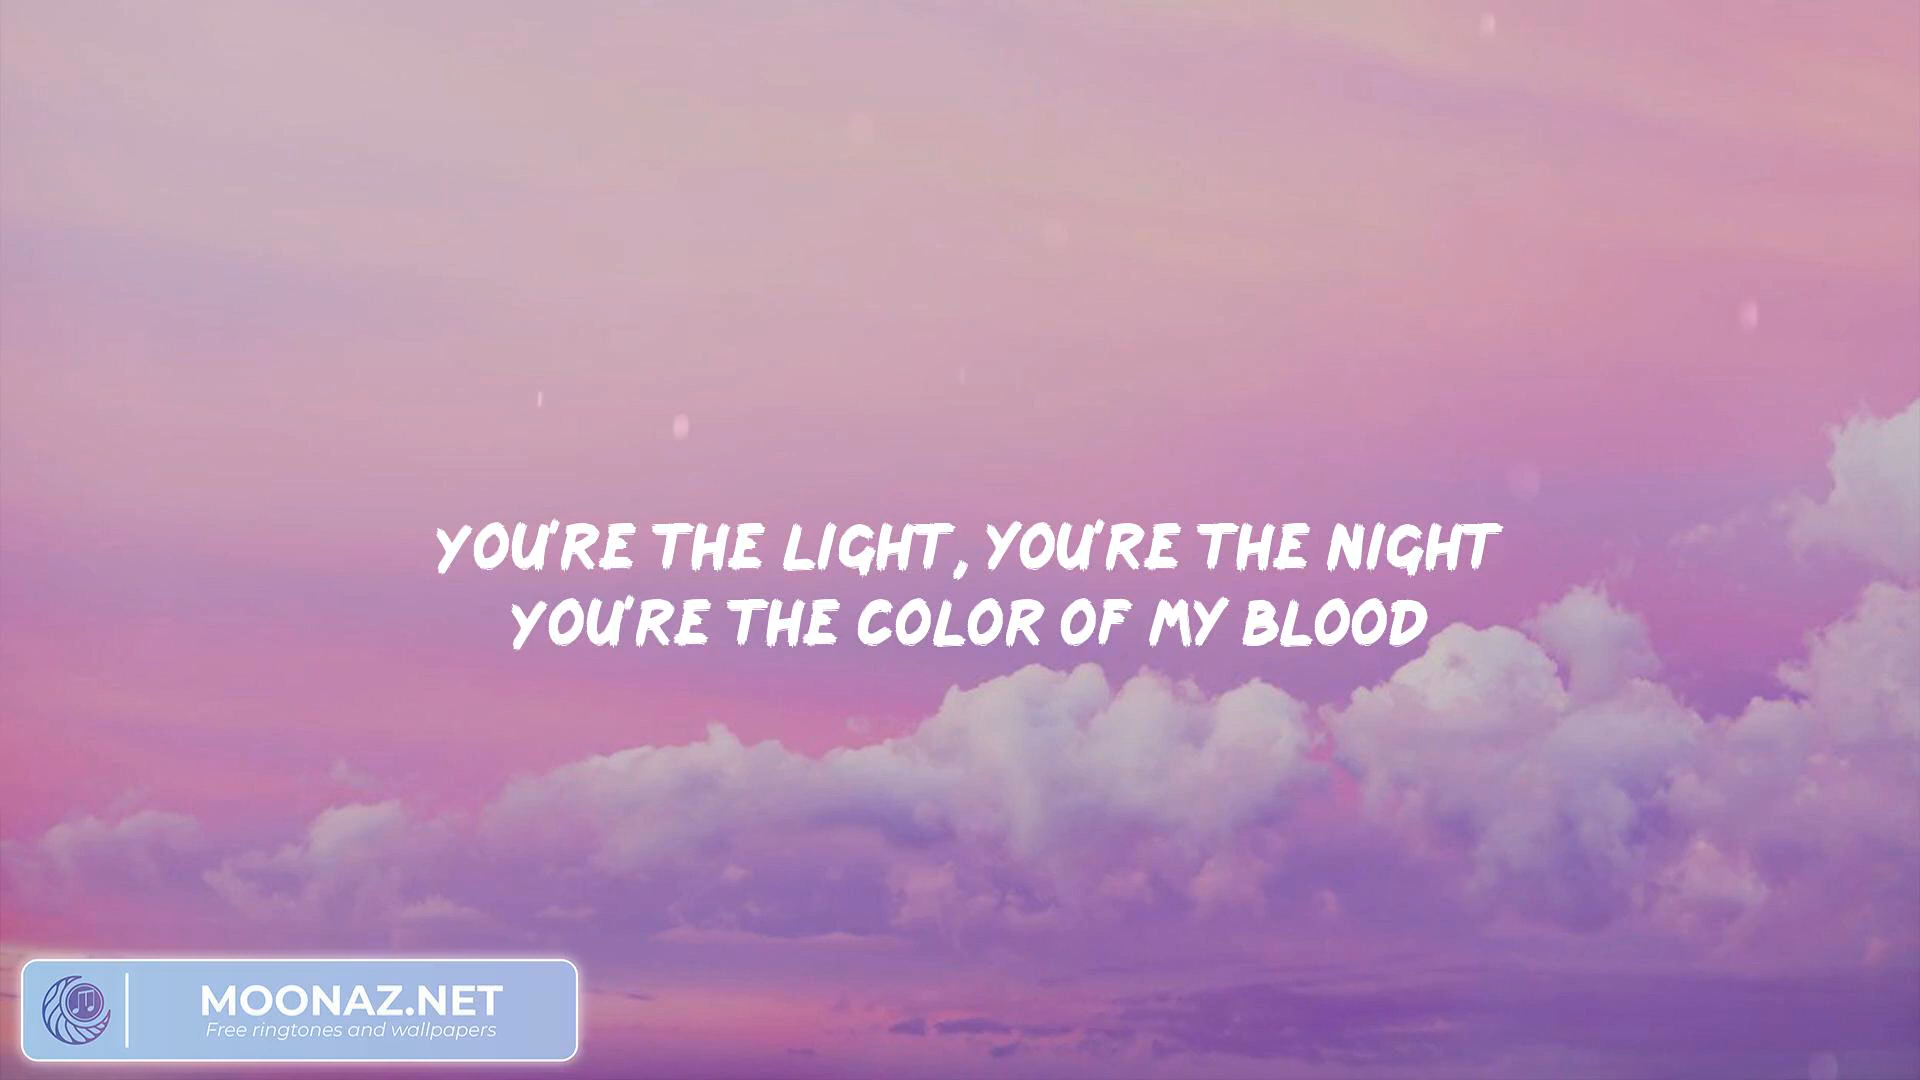 YOU'RE THE LIGHT, YOU'RE THE NIGHT
YOU'RE THE COLOR OF MY BLOOD
MOONAZ.NET
Free ringtones and wallpapers